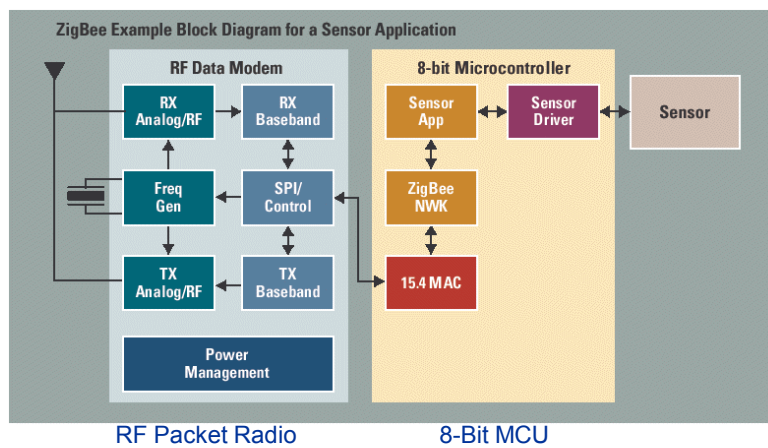 ZigBee Example Block Diagram for a Sensor Application
RF Data Modem
8-bit Microcontroller
RX
Analog/RF
RX
Baseband
Sensor
App
Sensor
Driver
Sensor
Freq
Gen
SPI/
Control
ZigBee
NWK
TX
Analog/RF
TX
Baseband
15.4 MAC
Power
Management
RF Packet Radio
8-Bit MCU